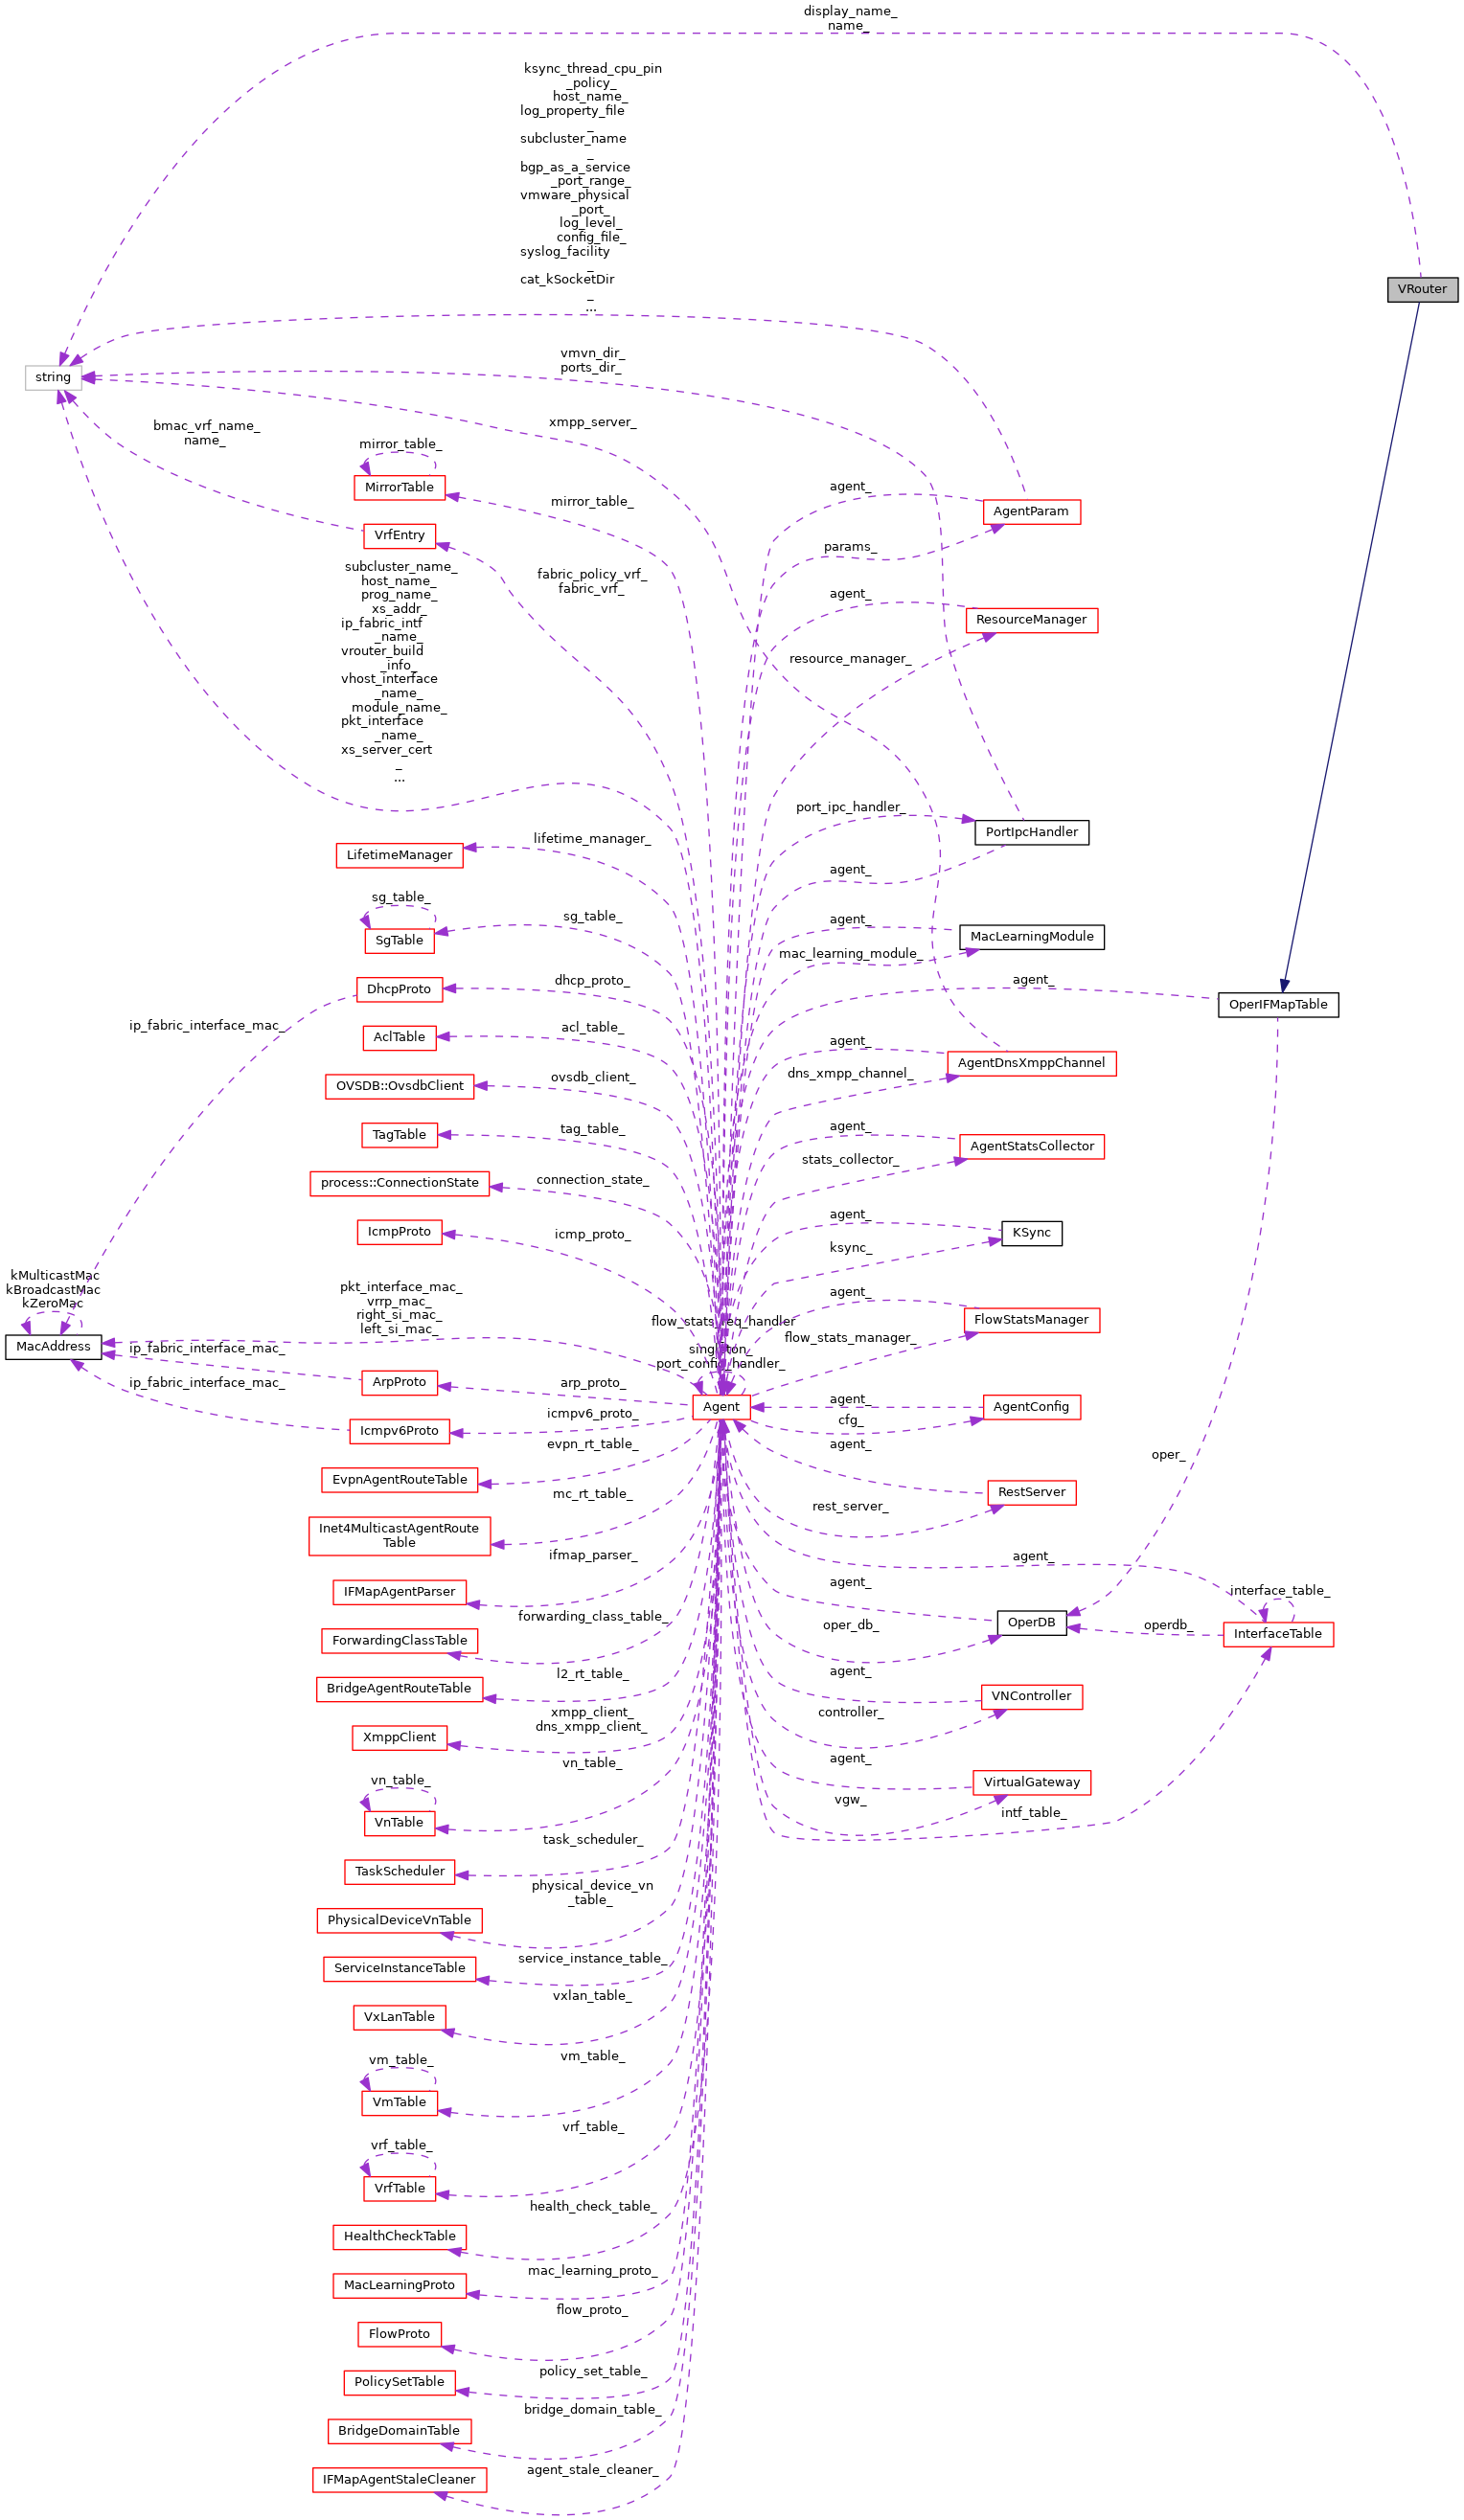 display_name_
name_
ksync_thread_cpu_pin
_policy_
host_name_
log_property_file
_
subcluster_name
_
bgp_as_a_service
_port_range_
vmware_physical
_port_
log_level_
config_file_
syslog_facility
_
cat_kSocketDir
_
...
VRouter
string
vmvn_dir_
ports_dir_
xmpp_server_
bmac_vrf_name_
name_
mirror_table_
MirrorTable
mirror_table_
agent_
AgentParam
VrfEntry
params_
fabric_policy_vrf_
fabric_vrf_
subcluster_name_
host_name_
prog_name_
xs_addr_
ip_fabric_intf
_name_
vrouter_build
_info_
vhost_interface
_name_
module_name_
pkt_interface
_name_
xs_server_cert
_
...
agent_
ResourceManager
resource_manager_
port_ipc_handler_
PortIpcHandler
lifetime_manager_
LifetimeManager
agent_
sg_table_
SgTable
sg_table_
agent_
MacLearningModule
mac_learning_module_
dhcp_proto_
DhcpProto
agent_
OperIFMapTable
ip_fabric_interface_mac_
acl_table_
AclTable
agent_
AgentDnsXmppChannel
dns_xmpp_channel_
ovsdb_client_
OVSDB::OvsdbClient
tag_table_
TagTable
agent_
AgentStatsCollector
stats_collector_
connection_state_
process::ConnectionState
icmp_proto_
IcmpProto
agent_
KSync
ksync_
kMulticastMac
kBroadcastMac
kZeroMac
MacAddress
pkt_interface_mac_
vrrp_mac_
right_si_mac_
left_si_mac_
agent_
FlowStatsManager
flow_stats_manager_
flow_stats_req_handler
singleton_
port_config_handler_
ip_fabric_interface_mac_
ip_fabric_interface_mac_
arp_proto_
ArpProto
Agent
agent_
AgentConfig
cfg_
icmpv6_proto_
Icmpv6Proto
evpn_rt_table_
EvpnAgentRouteTable
agent_
RestServer
rest_server_
oper_
mc_rt_table_
Inet4MulticastAgentRoute
Table
ifmap_parser_
IFMapAgentParser
agent_
agent_
OperDB
oper_db_
operdb_
interface_table_
InterfaceTable
forwarding_class_table_
ForwardingClassTable
l2_rt_table_
BridgeAgentRouteTable
agent_
VNController
controller_
xmpp_client_
dns_xmpp_client_
XmppClient
vn_table_
vn_table_
VnTable
agent_
VirtualGateway
vgw_
intf_table_
task_scheduler_
TaskScheduler
physical_device_vn
_table_
PhysicalDeviceVnTable
service_instance_table_
ServiceInstanceTable
vxlan_table_
VxLanTable
vm_table_
vm_table_
VmTable
vrf_table_
vrf_table_
VrfTable
health_check_table_
HealthCheckTable
mac_learning_proto_
MacLearningProto
flow_proto_
FlowProto
policy_set_table_
PolicySetTable
bridge_domain_table_
BridgeDomainTable
agent_stale_cleaner_
IFMapAgentStaleCleaner